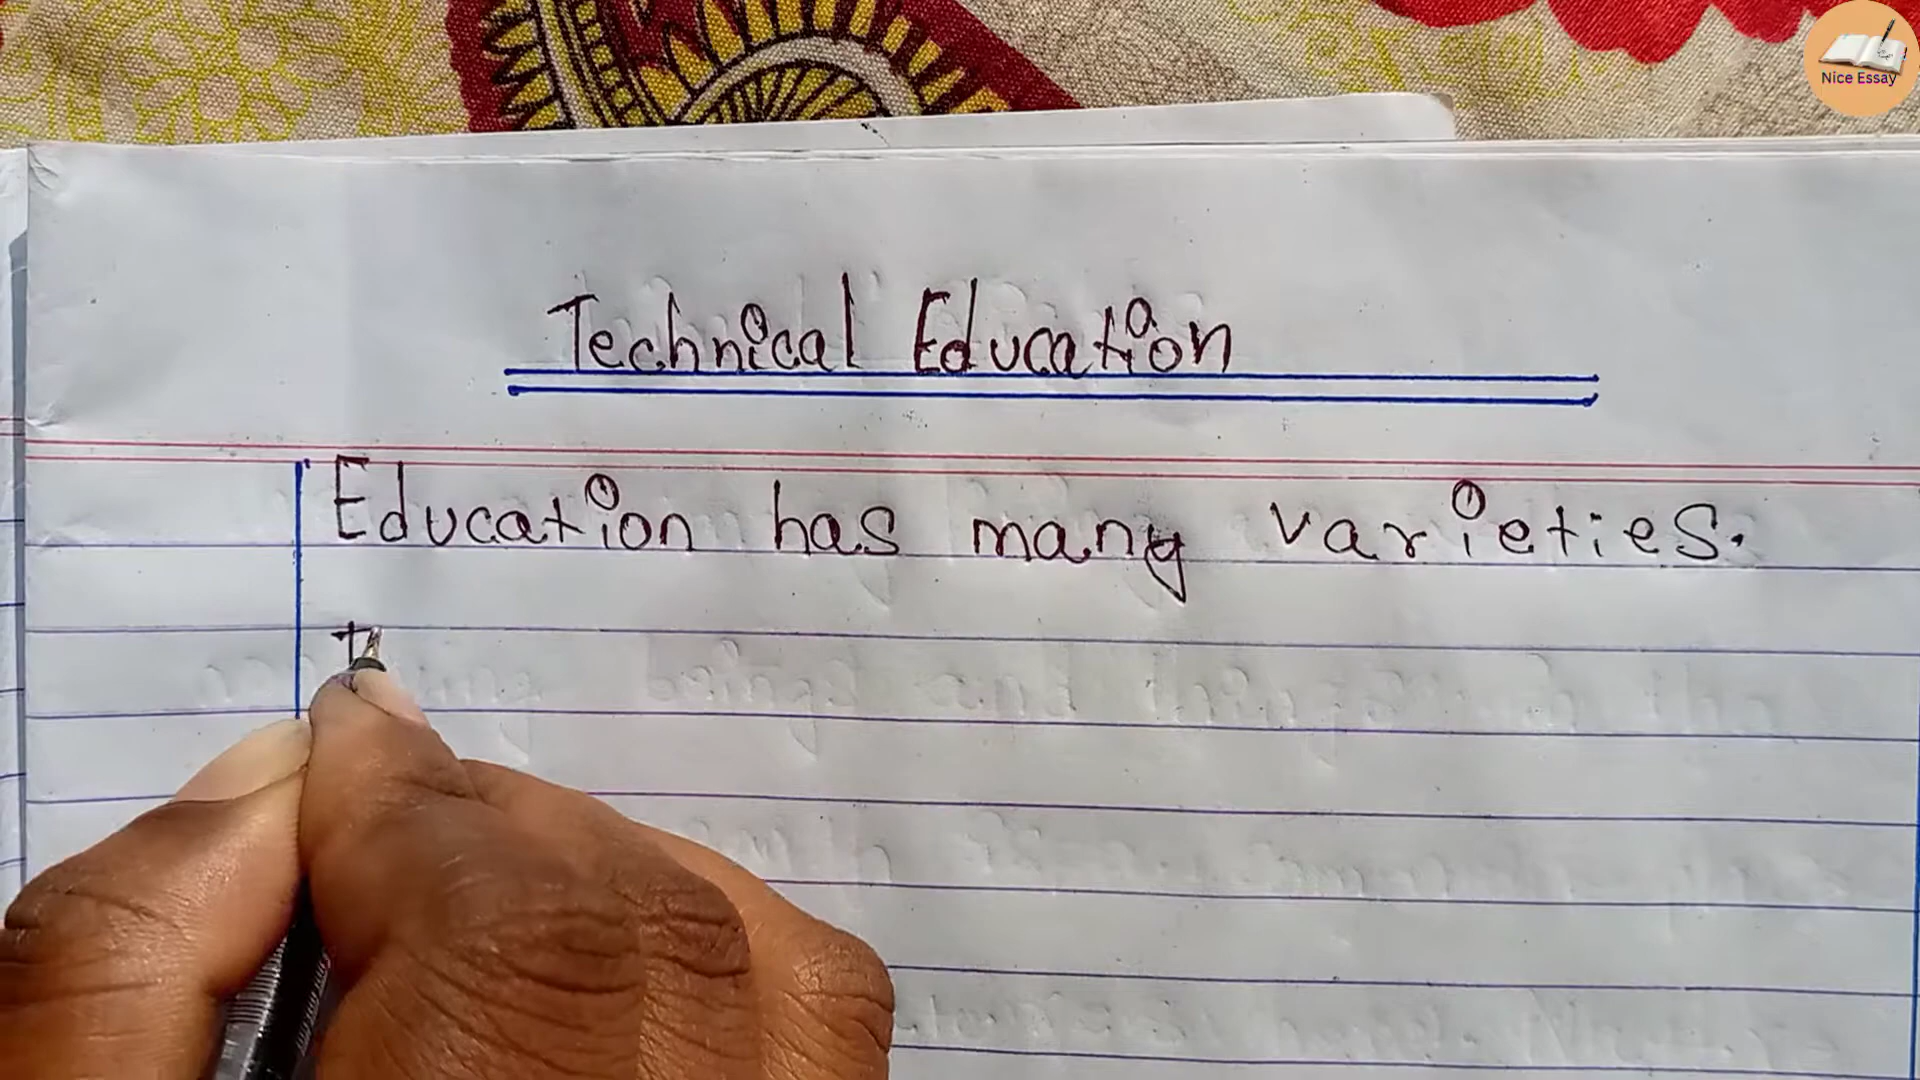 Nice Essay
Technical Education
Education has many varieties.
T